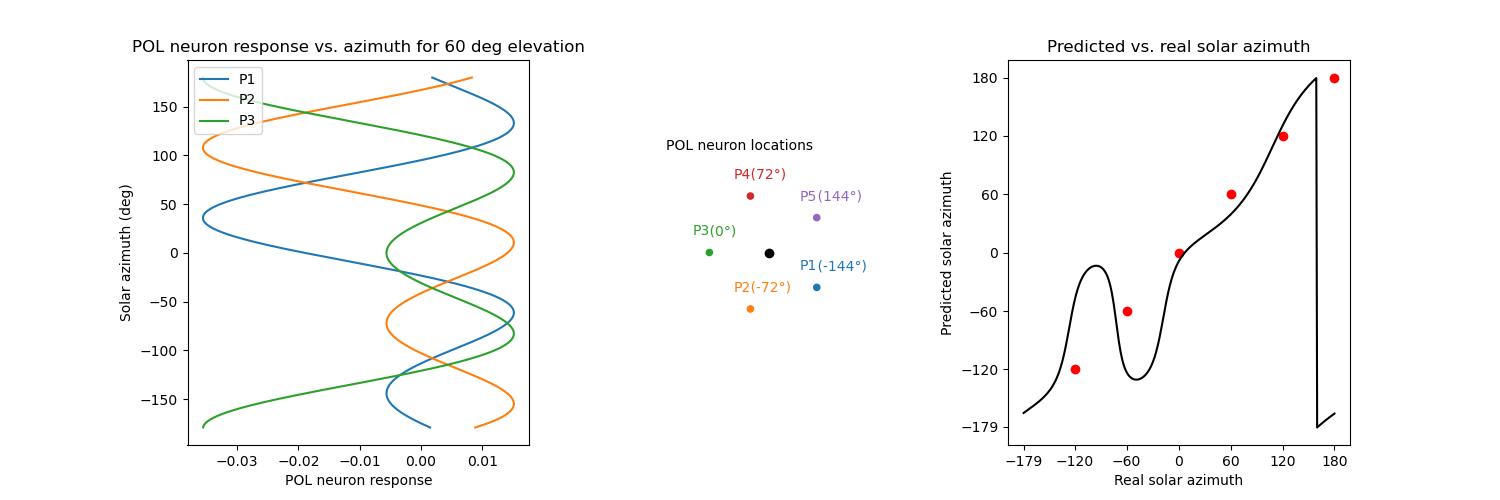 POL neuron response vs. azimuth for 60 deg elevation
P1
P2
P3
150
100
50
0
−50
−100
−150
Solar azimuth (deg)
−0.03
−0.02
−0.01
0.00
0.01
POL neuron response
POL neuron locations
P4(72°)
P5(144°)
P3(0°)
P1(-144°)
P2(-72°)
Predicted vs. real solar azimuth
180
120
60
0
−60
−120
−179
Predicted solar azimuth
−179
−120
−60
0
60
120
180
Real solar azimuth